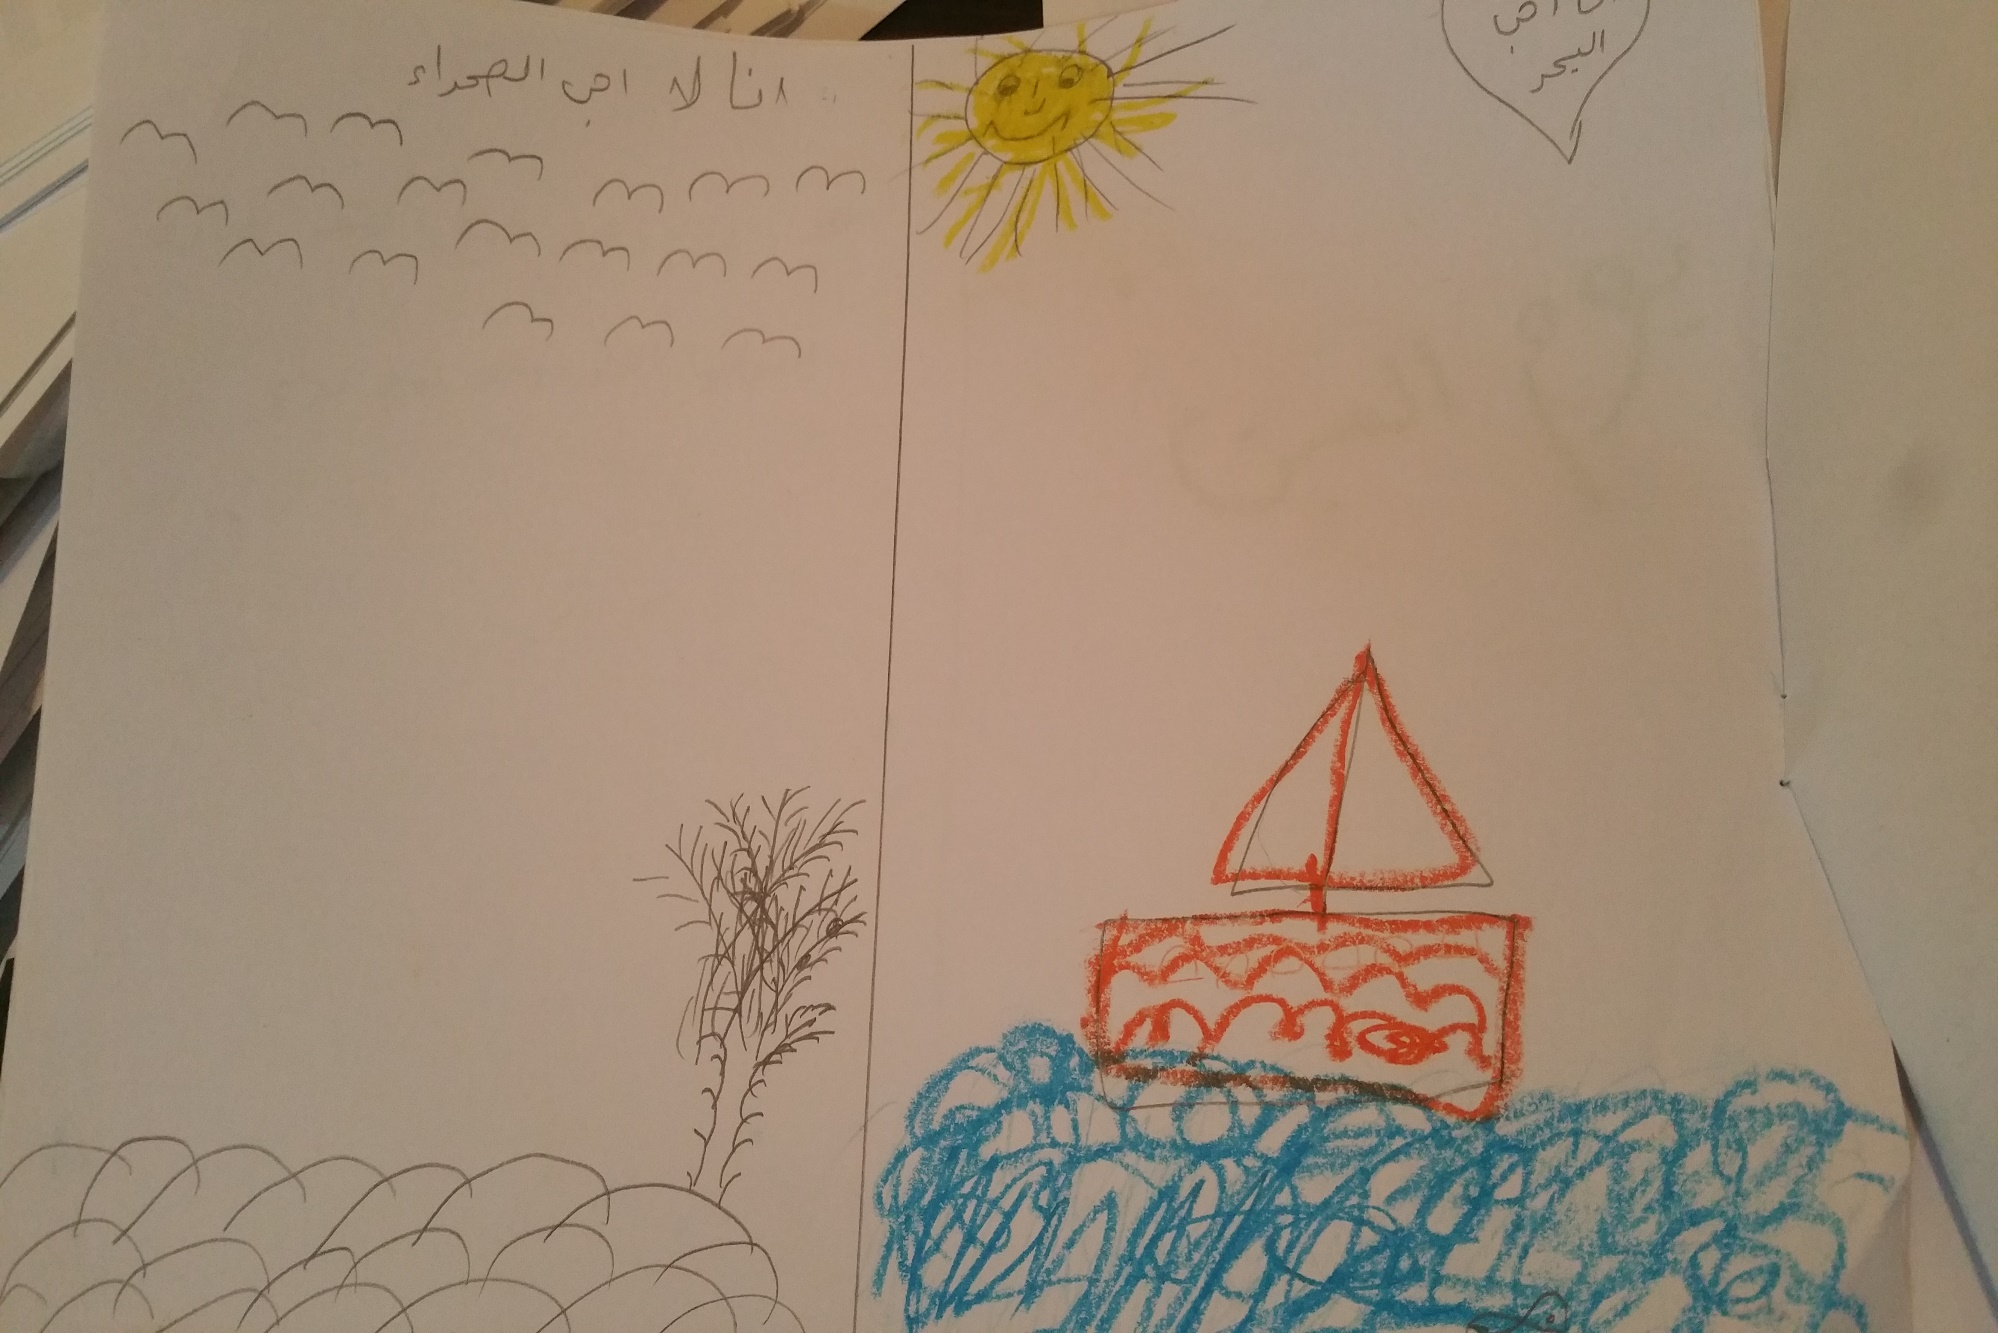 انا لا احب الصحراء
انا احب
البحر